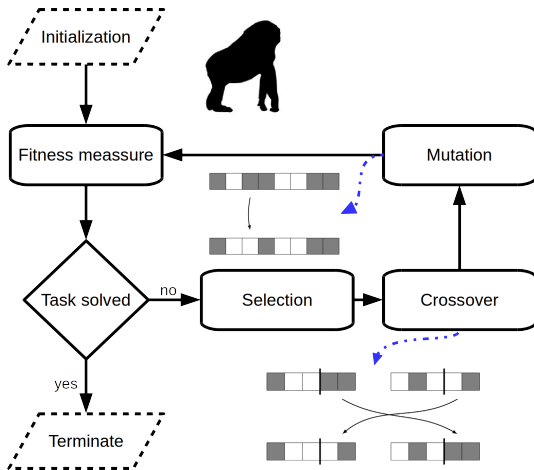 Initialization
Fitness meassure
Mutation
Task solved
no
Selection
Crossover
yes
Terminate